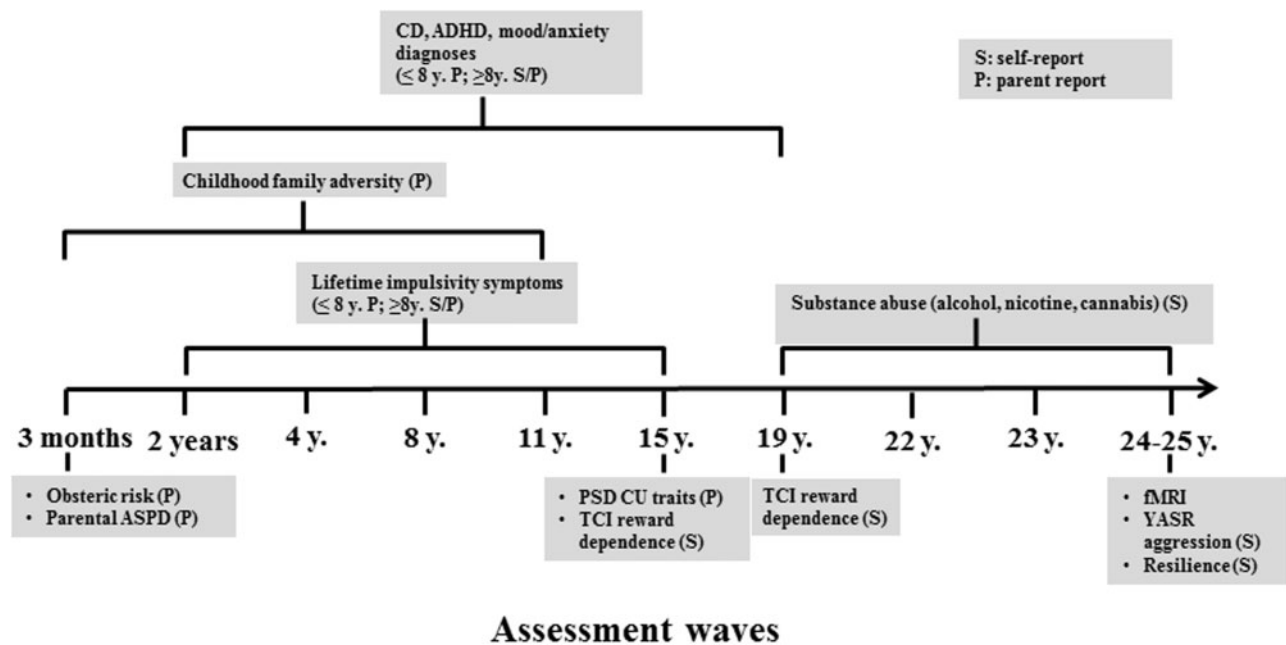 CD, ADHD, mood/anxiety
diagnoses
(≤ 8 y. P; ≥8y. S/P)
S: self-report
P: parent report
Childhood family adversity (P)
Lifetime impulsivity symptoms
(≤ 8 y. P; ≥8y. S/P)
Substance abuse (alcohol, nicotine, cannabis) (S)
3 months 2 years 4 y. 8 y. 11 y. 15 y. 19 y. 22 y. 23 y. 24-25 y.
• Obsteric risk (P)
• Parental ASPD (P)
• PSD CU traits (P)
• TCI reward
dependence (S)
TCI reward
dependence (S)
• fMRI
• YASR
aggression (S)
• Resilience (S)
Assessment waves